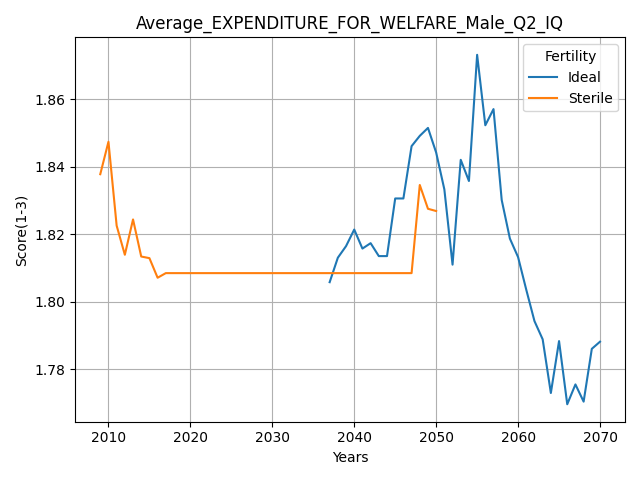 Average_EXPENDITURE_FOR_WELFARE_Male_Q2_IQ
Score(1-3)
1.86
1.84
1.82
1.80
1.78
Fertility
Ideal
Sterile
2010 2020 2030 2040 2050 2060 2070
Years